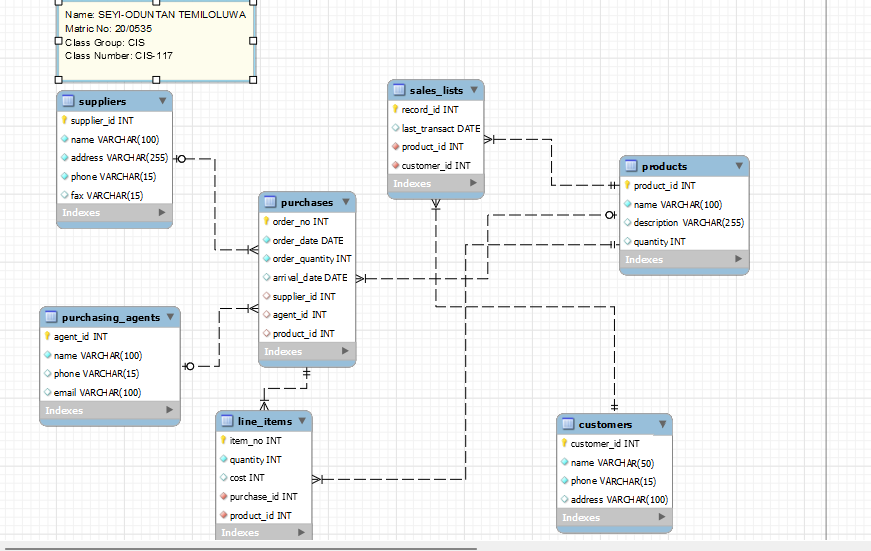 Name: SEYI-ODUNTAN TEMILOLUWA
Matric No: 20/0535
Class Group: CIS
Class Number: CIS-117
suppliers
supplier_id INT
name VARCHAR(100)
address VARCHAR(255)
phone VARCHAR(15)
fax VARCHAR(15)
Indexes
sales_lists
record_id INT
last_transact DATE
product_id INT
customer_id INT
Indexes
products
product_id INT
name VARCHAR(100)
description VARCHAR(255)
quantity INT
Indexes
purchases
order_no INT
order_date DATE
order_quantity INT
arrival_date DATE
supplier_id INT
agent_id INT
product_id INT
Indexes
purchasing_agents
agent_id INT
name VARCHAR(100)
phone VARCHAR(15)
email VARCHAR(100)
Indexes
line_items
item_no INT
quantity INT
cost INT
purchase_id INT
product_id INT
Indexes
customers
customer_id INT
name VARCHAR(50)
phone VARCHAR(15)
address VARCHAR(100)
Indexes